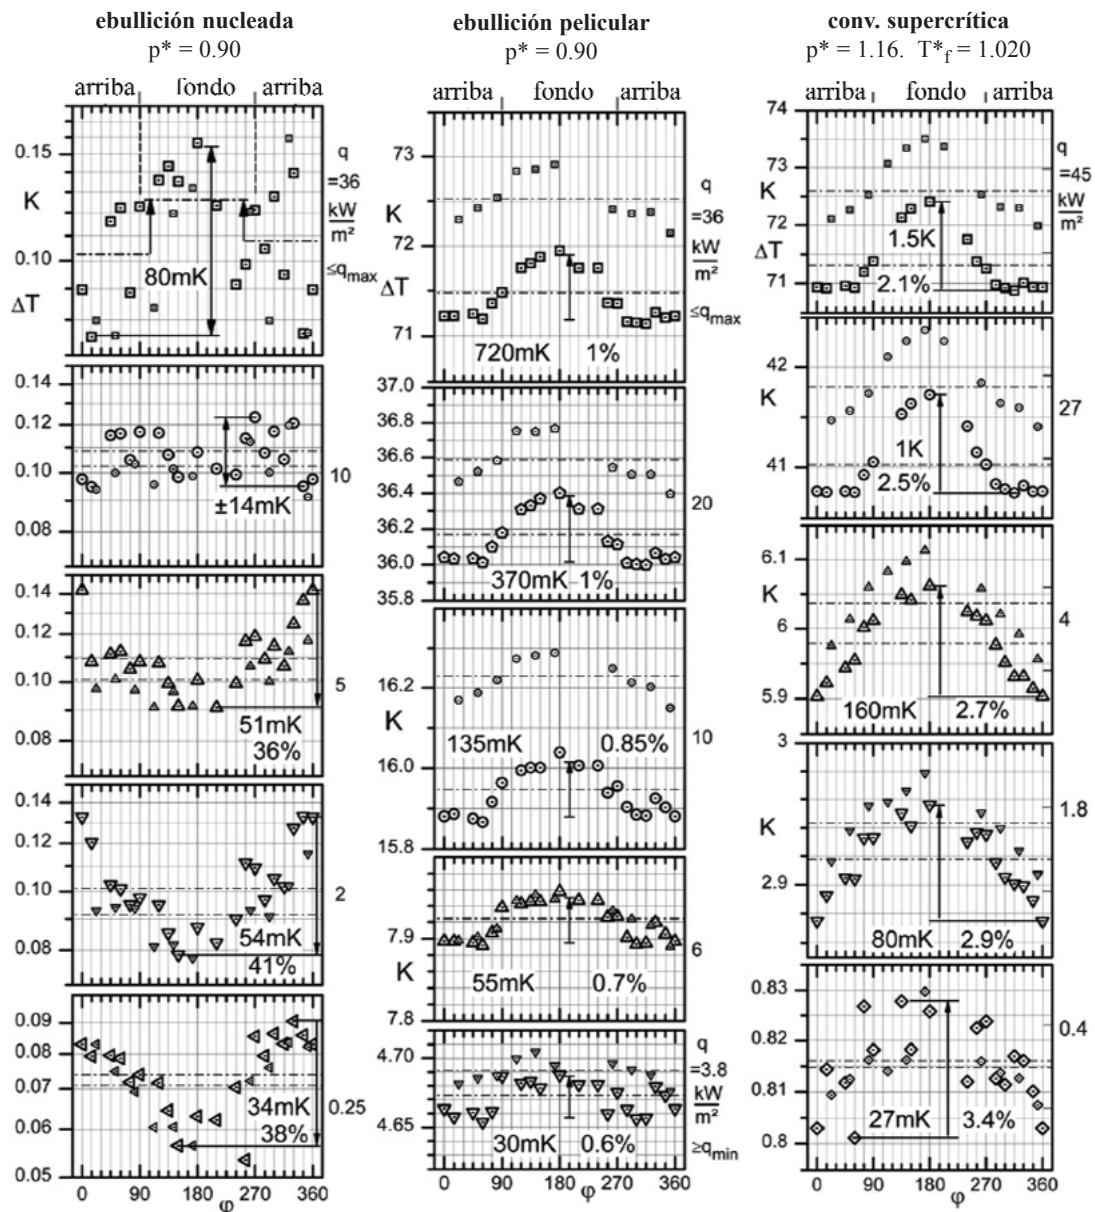 ebullición nucleada
p* = 0.90
arriba fondo arriba
0.15
K
0.10
ΔT
q
=36
kW
m²
≤qmax
80mK
0.14
0.12
0.10
0.08
±14mK
10
0.14
0.12
0.10
0.08
51mK
36%
5
0.14
0.12
0.10
0.08
54mK
41%
2
0.09
0.08
0.07
0.06
0.05
34mK
38%
0.25
0 90 180 270 360
φ
ebullición pelicular
p* = 0.90
arriba fondo arriba
73
K
72
ΔT
71
q
=36
kW
m²
≤qmax
720mK 1%
37.0
36.8
36.6
36.4
36.2
36.0
35.8
370mK 1%
20
16.2
K
16.0
15.8
135mK 0.85%
10
7.9
K
7.8
55mK 0.7%
6
4.70
4.65
q
=3.8
kW
m²
≥qmin
30mK 0.6%
0 90 180 270 360
φ
conv. supercrítica
p* = 1.16. T*f = 1.020
arriba fondo arriba
74
73
K
72
ΔT
71
q
=45
kW
m²
1.5K
2.1%
42
K
41
1K
2.5%
27
6.1
K
6
5.9
160mK 2.7%
4
3
K
2.9
80mK 2.9%
1.8
0.83
0.82
0.81
0.8
27mK 3.4%
0.4
0 90 180 270 360
φ